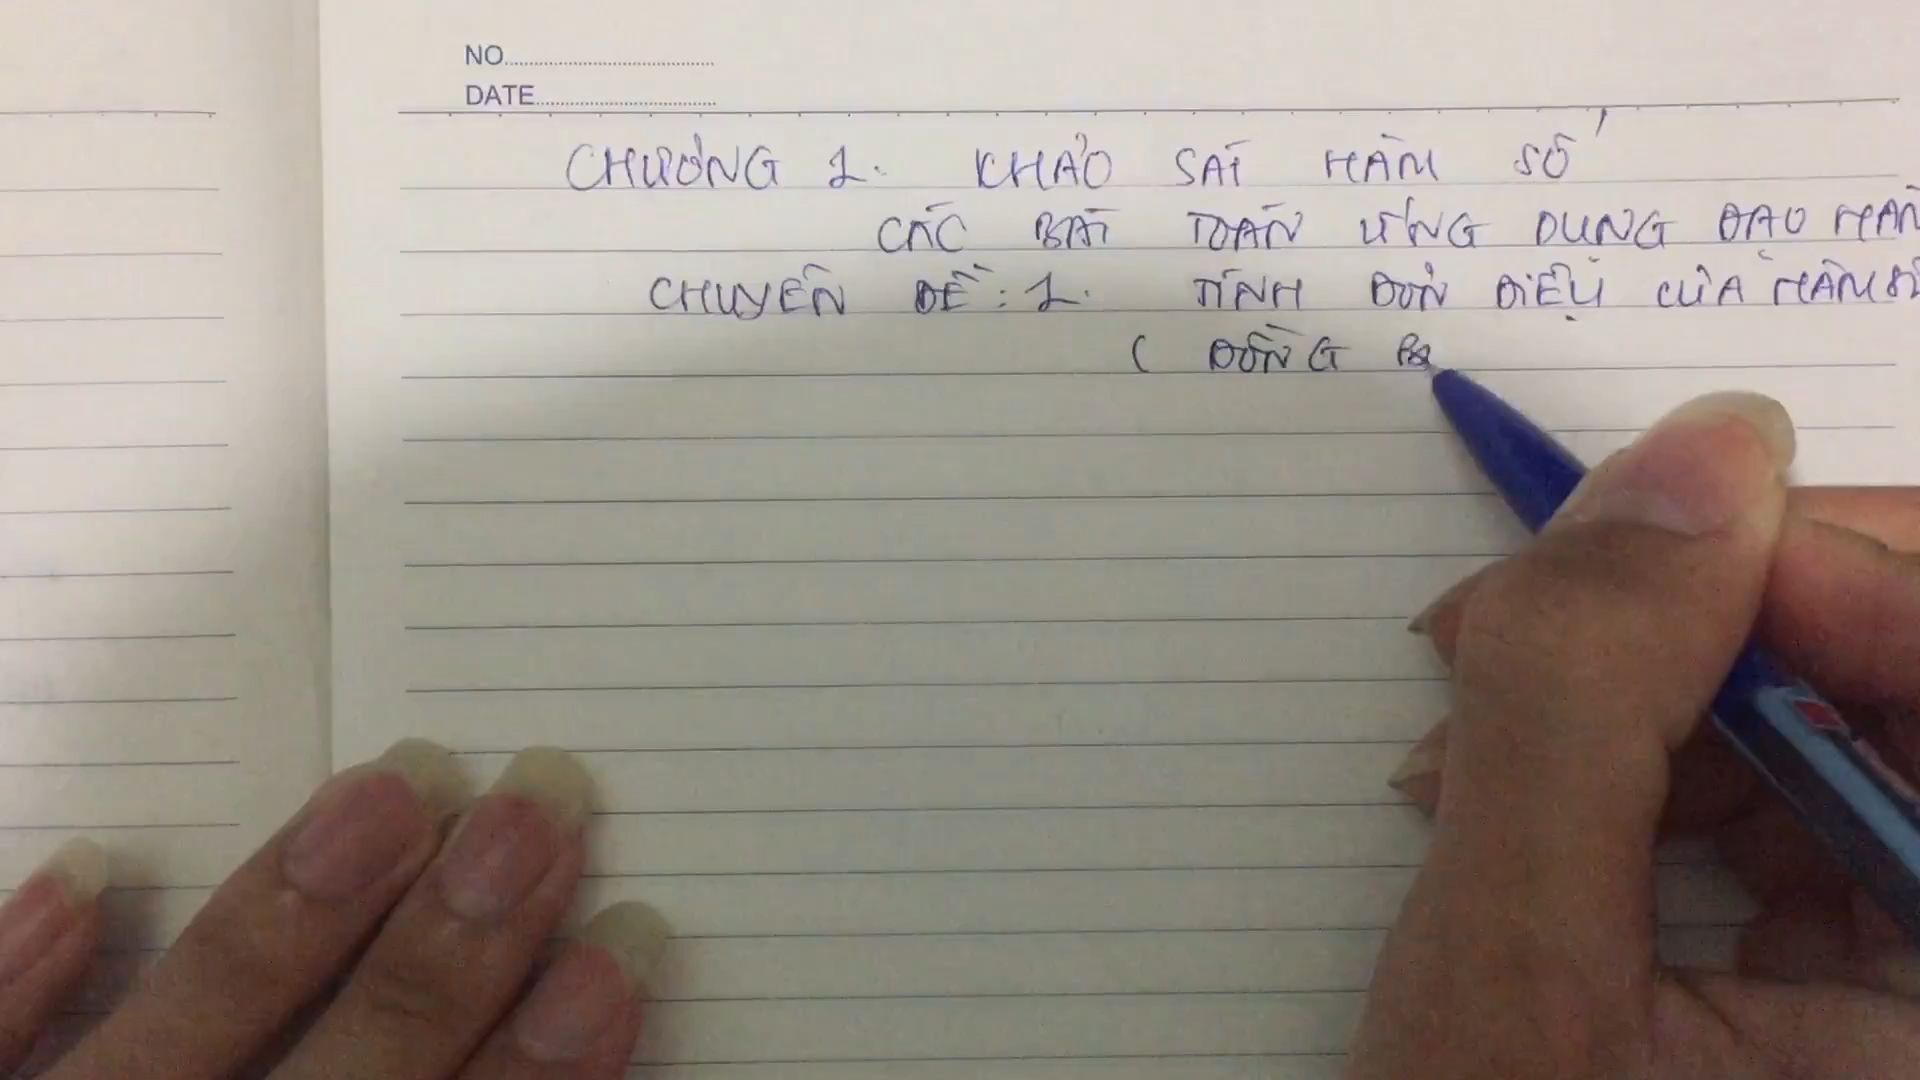 NO
DATE
CHƯƠNG 1. KHẢO SÁT HÀM SỐ
CÁC BÀI TOÁN ỨNG DỤNG ĐẠO HÀM
CHUYÊN ĐỀ: 1. TÍNH ĐƠN ĐIỆU CỦA HÀM SỐ
( ĐỒNG B